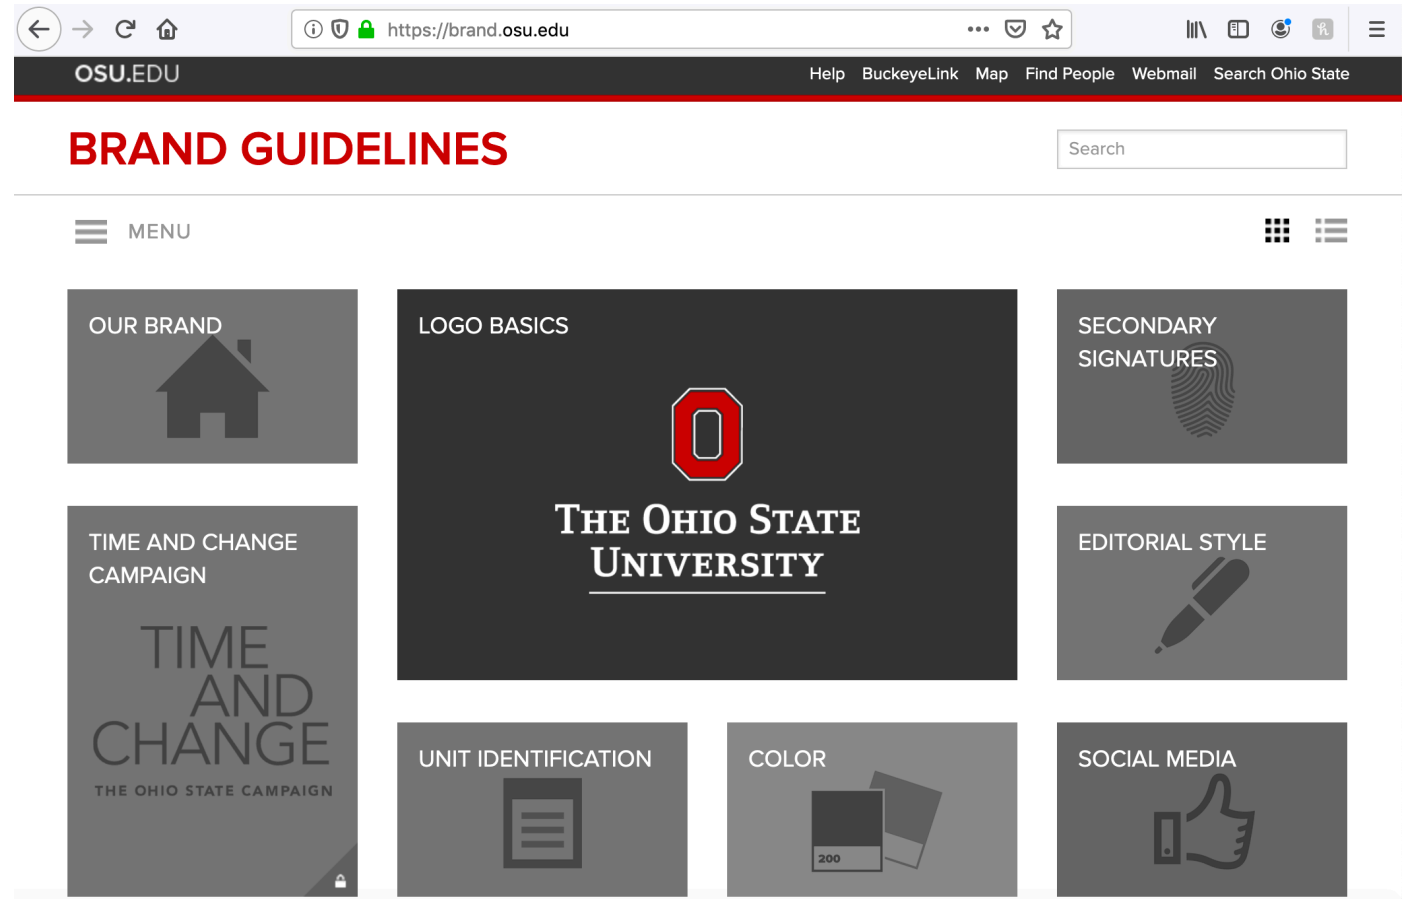 https://brand.osu.edu
OSU.EDU
Help BuckeyeLink Map Find People Webmail Search Ohio State
BRAND GUIDELINES
Search
MENU
OUR BRAND
LOGO BASICS
THE OHIO STATE
UNIVERSITY
SECONDARY
SIGNATURES
TIME AND CHANGE
CAMPAIGN
TIME
AND
CHANGE
THE OHIO STATE CAMPAIGN
EDITORIAL STYLE
UNIT IDENTIFICATION
COLOR
200
SOCIAL MEDIA